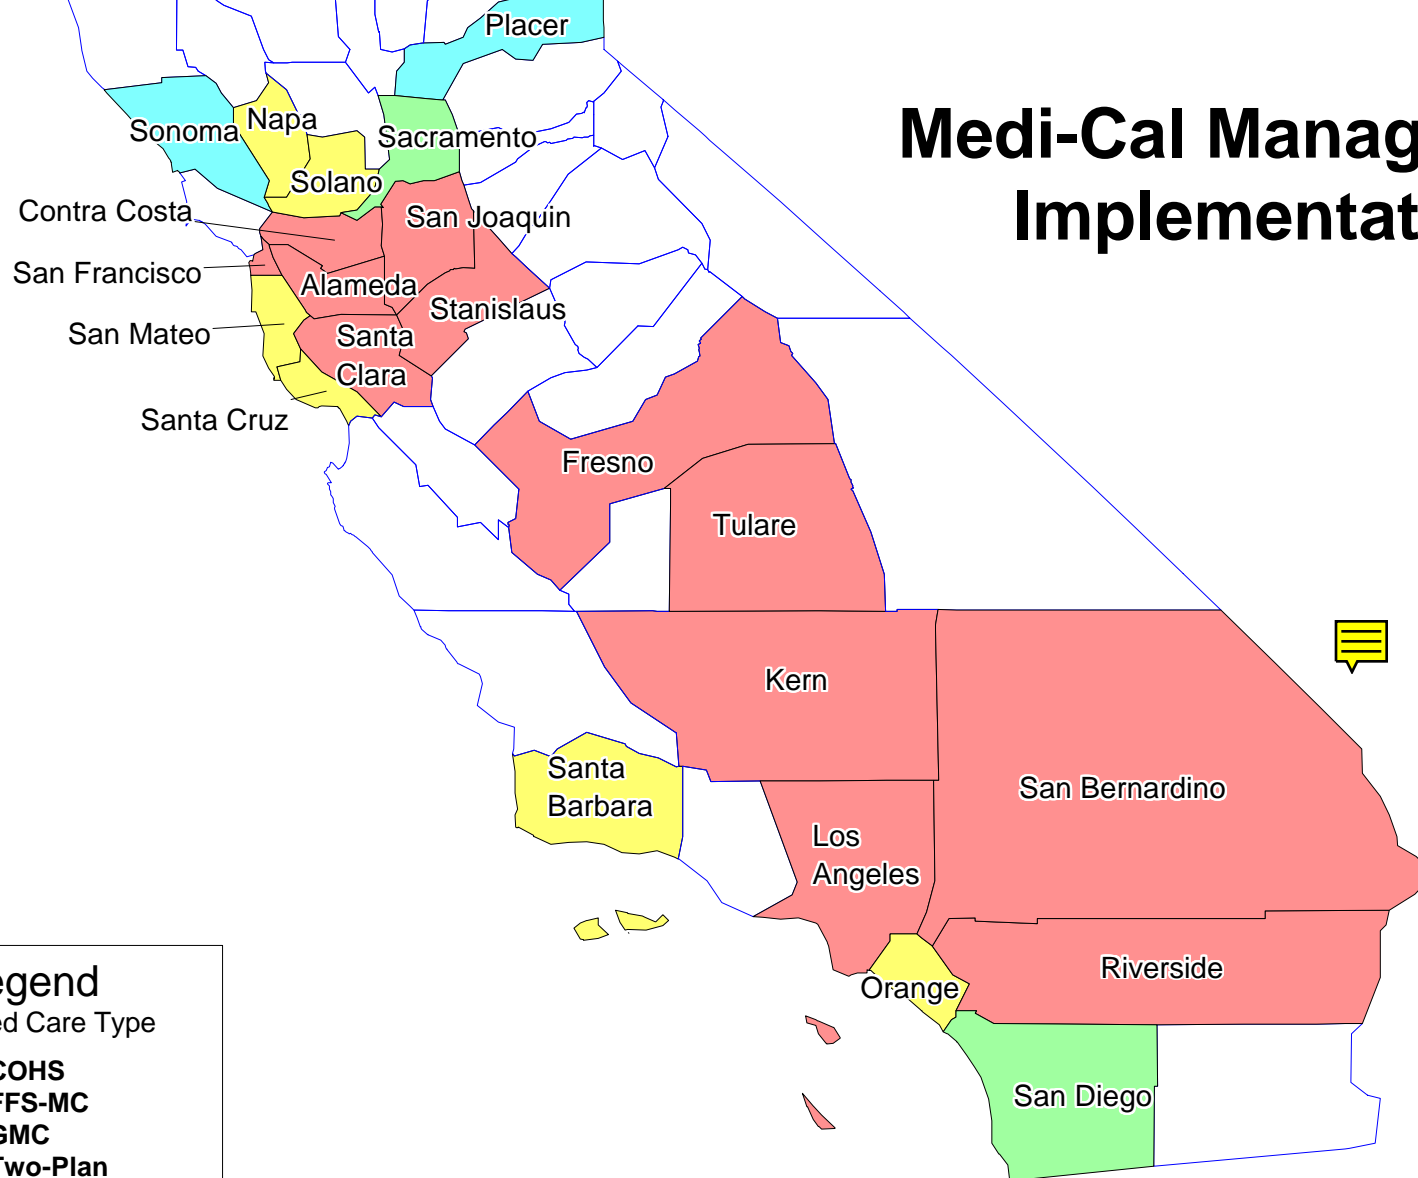 Placer
Medi-Cal Manag
Implementat
Sonoma
Napa
Sacramento
Solano
Contra Costa
San Joaquin
San Francisco
Alameda
Stanislaus
San Mateo
Santa
Clara
Santa Cruz
Fresno
Tulare
Kern
Santa
Barbara
San Bernardino
Los
Angeles
Riverside
Orange
San Diego
egend
ed Care Type
COHS
FFS-MC
GMC
Two-Plan